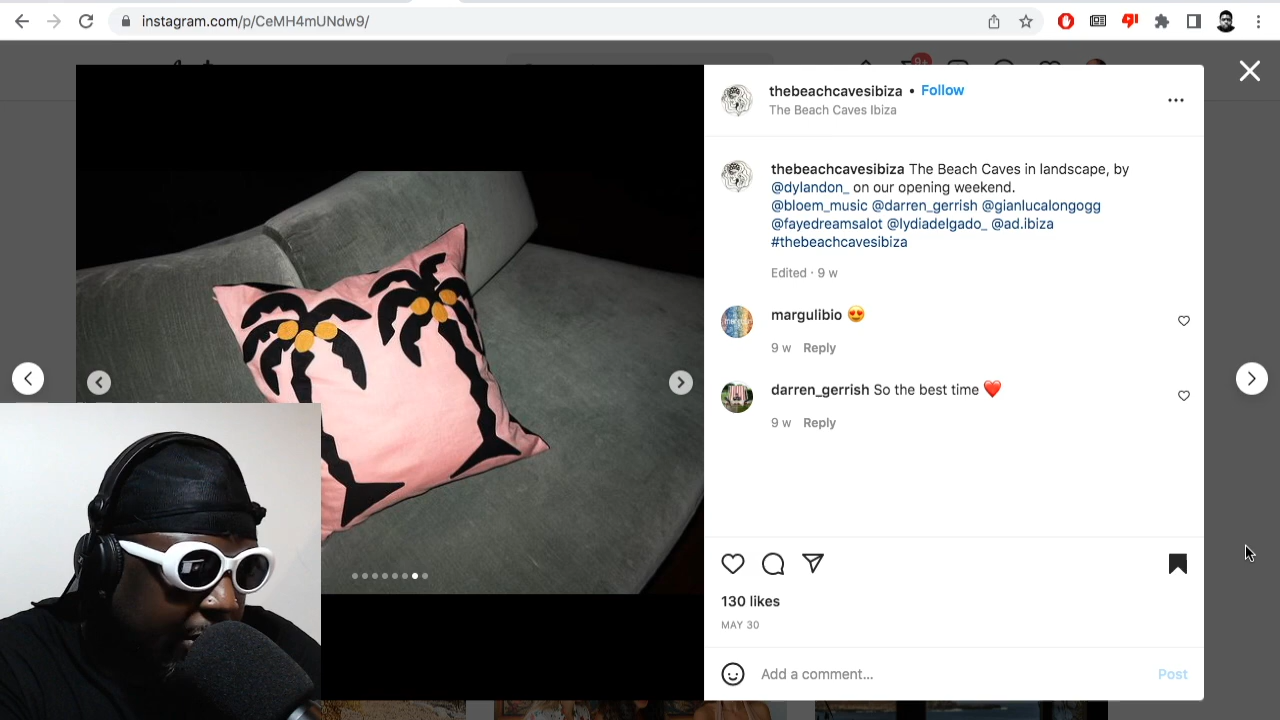 instagram.com/p/CeMH4mUNdw9/
9+
thebeachcavesibiza • Follow
The Beach Caves Ibiza
thebeachcavesibiza The Beach Caves in landscape, by
@dylandon_ on our opening weekend.
@bloem_music @darren_gerrish @gianlucalongogg
@fayedreamsalot @lydiadelgado_ @ad.ibiza
#thebeachcavesibiza
Edited · 9 w
margulibio 😍
9 w Reply
darren_gerrish So the best time ❤️
9 w Reply
130 likes
MAY 30
Add a comment...
Post